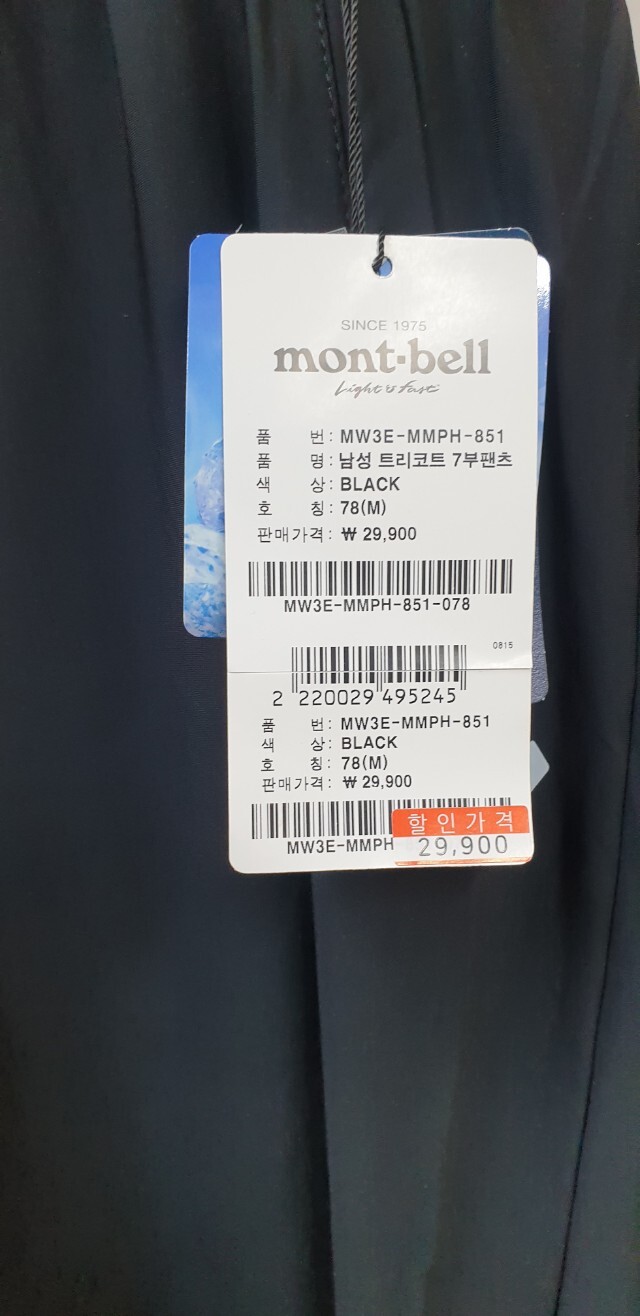 SINCE 1975
mont-bell
Light & Fast
품 번: MW3E-MMPH-851
품 명: 남성 트리코트 7부팬츠
색 상: BLACK
호 칭: 78(M)
판매가격: ₩ 29,900
MW3E-MMPH-851-078
0815
2 220029 495245
품 번: MW3E-MMPH-851
색 상: BLACK
호 칭: 78(M)
판매가격: ₩ 29,900
할인가격
MW3E-MMPH
29,900